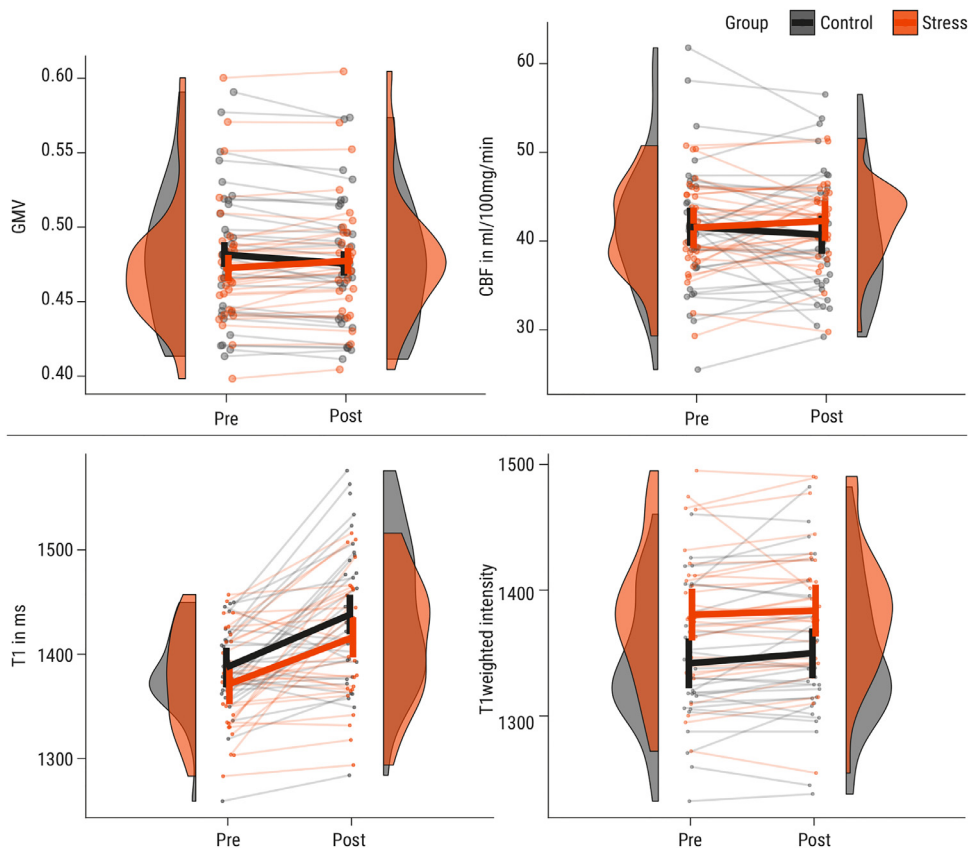 Group Control Stress
GMV
0.60
0.55
0.50
0.45
0.40
Pre Post
CBF in ml/100mg/min
60
50
40
30
Pre Post
T1 in ms
1500
1400
1300
Pre Post
T1 weighted intensity
1500
1400
1300
Pre Post